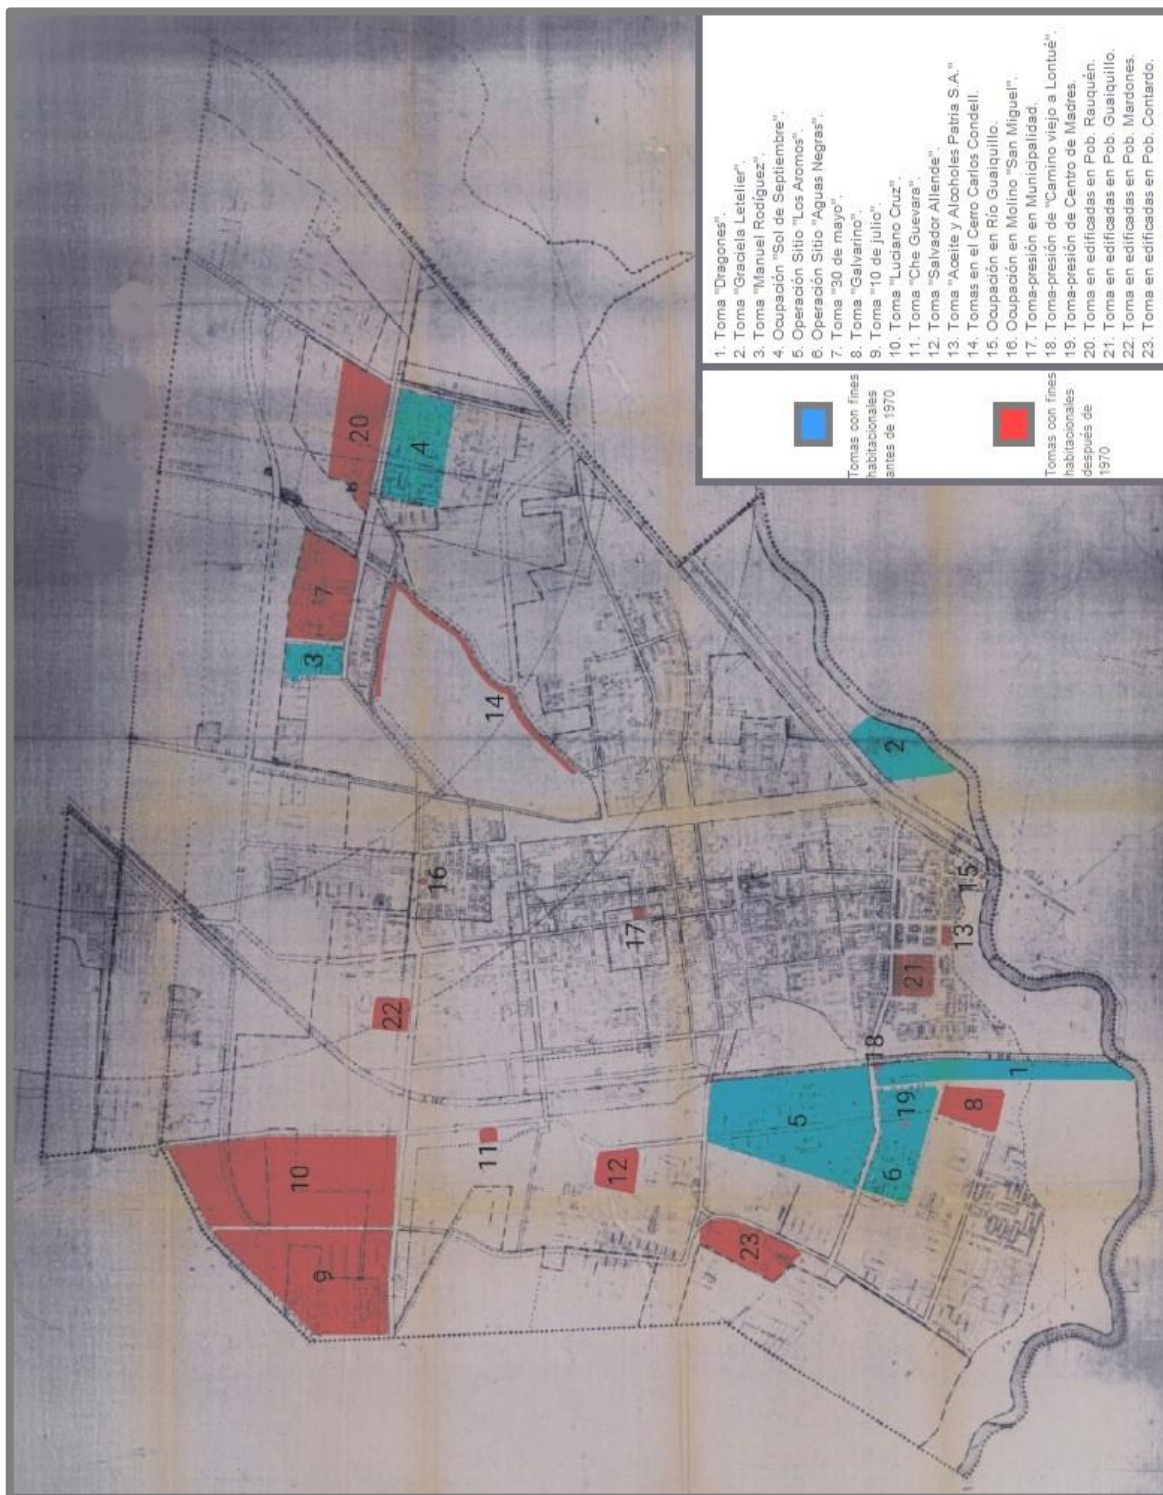 1. Toma "Dragones".
2. Toma "Graciela Letelier".
3. Toma "Manuel Rodíguez".
4. Ocupación "Sol de Septiembre".
5. Operación Sitio "Los Aromos".
6. Operación Sitio "Aguas Negras".
7. Toma "30 de mayo".
8. Toma "Galvarino".
9. Toma "10 de julio".
10. Toma "Luciano Cruz".
11. Toma "Che Guevara".
12. Toma "Salvador Allende".
13. Toma "Aceite y Alcoholes Patria S.A."
14. Tomas en el Cerro Carlos Condell.
15. Ocupación en Río Guaiquillo.
16. Ocupación en Molino "San Miguel".
17. Toma-presión en Municipalidad.
18. Toma-presión de "Camino viejo a Lontué".
19. Toma-presión de Centro de Madres.
20. Toma en edificadas en Pob. Rauquén.
21. Toma en edificadas en Pob. Guaiquillo.
22. Toma en edificadas en Pob. Mardones.
23. Toma en edificadas en Pob. Contardo.
Tomas con fines
habitacionales
antes de 1970
Tomas con fines
habitacionales
después de
1970
9
10
11
12
23
5
6
19
8
1
18
22
17
21
13
15
16
2
14
3
7
20
4